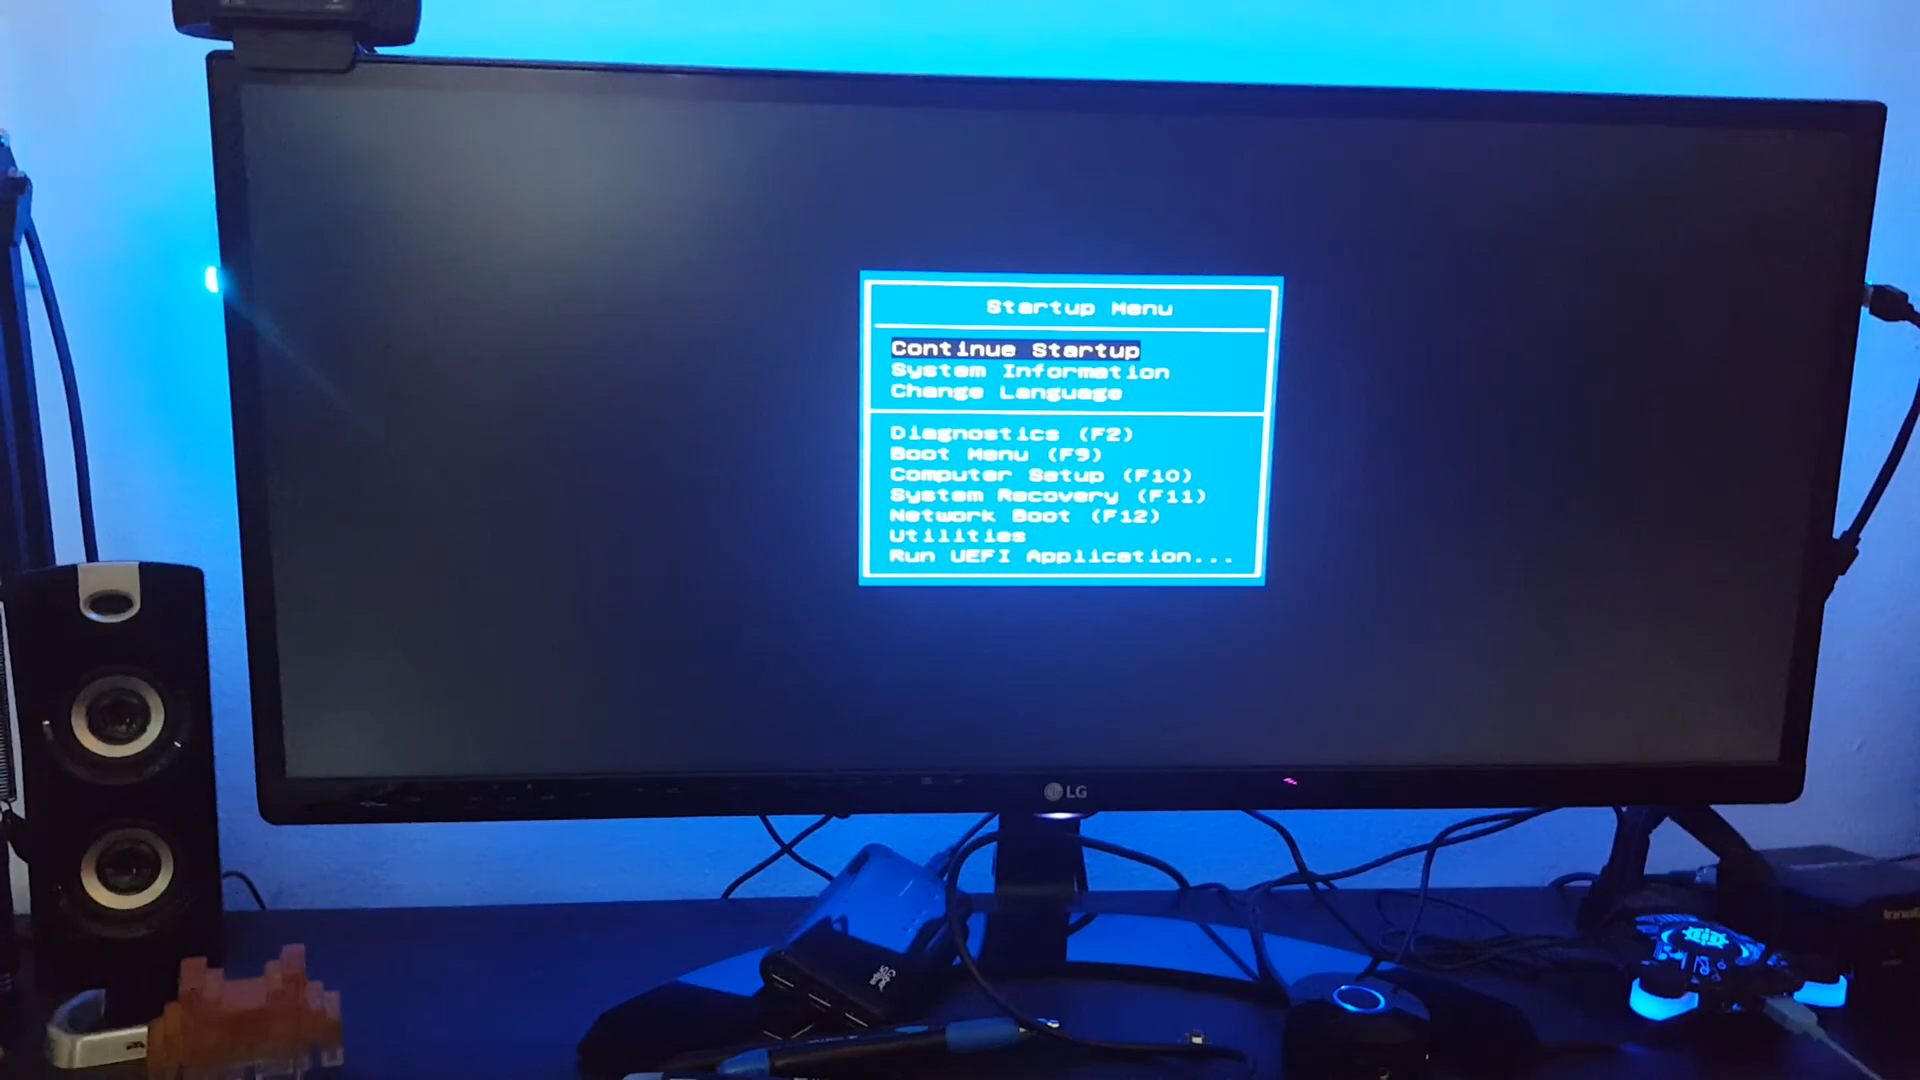 Startup Menu
Continue Startup
System Information
Change Language
Diagnostics (F2)
Boot Menu (F9)
Computer Setup (F10)
System Recovery (F11)
Network Boot (F12)
Utilities
Run UEFI Application...
LG